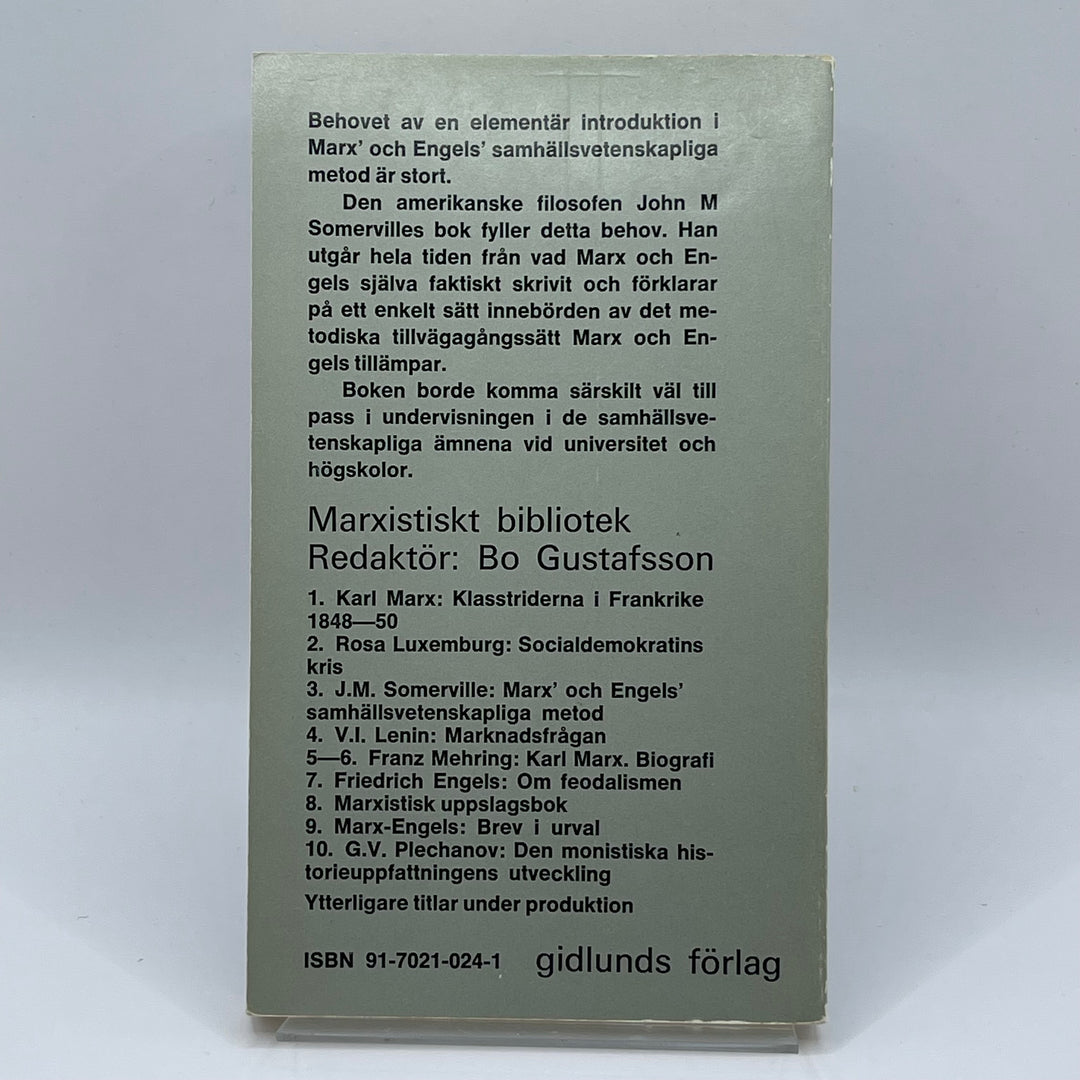 Behovet av en elementär introduktion i
Marx' och Engels' samhällsvetenskapliga
metod är stort.
Den amerikanske filosofen John M
Somervilles bok fyller detta behov. Han
utgår hela tiden från vad Marx och En-
gels själva faktiskt skrivit och förklarar
på ett enkelt sätt innebörden av det me-
todiska tillvägagångssätt Marx och En-
gels tillämpar.
Boken borde komma särskilt väl till
pass i undervisningen i de samhällsve-
tenskapliga ämnena vid universitet och
högskolor.
Marxistiskt bibliotek
Redaktör: Bo Gustafsson
1. Karl Marx: Klasstriderna i Frankrike
1848—50
2. Rosa Luxemburg: Socialdemokratins
kris
3. J.M. Somerville: Marx' och Engels'
samhällsvetenskapliga metod
4. V.I. Lenin: Marknadsfrågan
5—6. Franz Mehring: Karl Marx. Biografi
7. Friedrich Engels: Om feodalismen
8. Marxistisk uppslagsbok
9. Marx-Engels: Brev i urval
10. G.V. Plechanov: Den monistiska his-
torieuppfattningens utveckling
Ytterligare titlar under produktion
ISBN 91-7021-024-1 gidlunds förlag